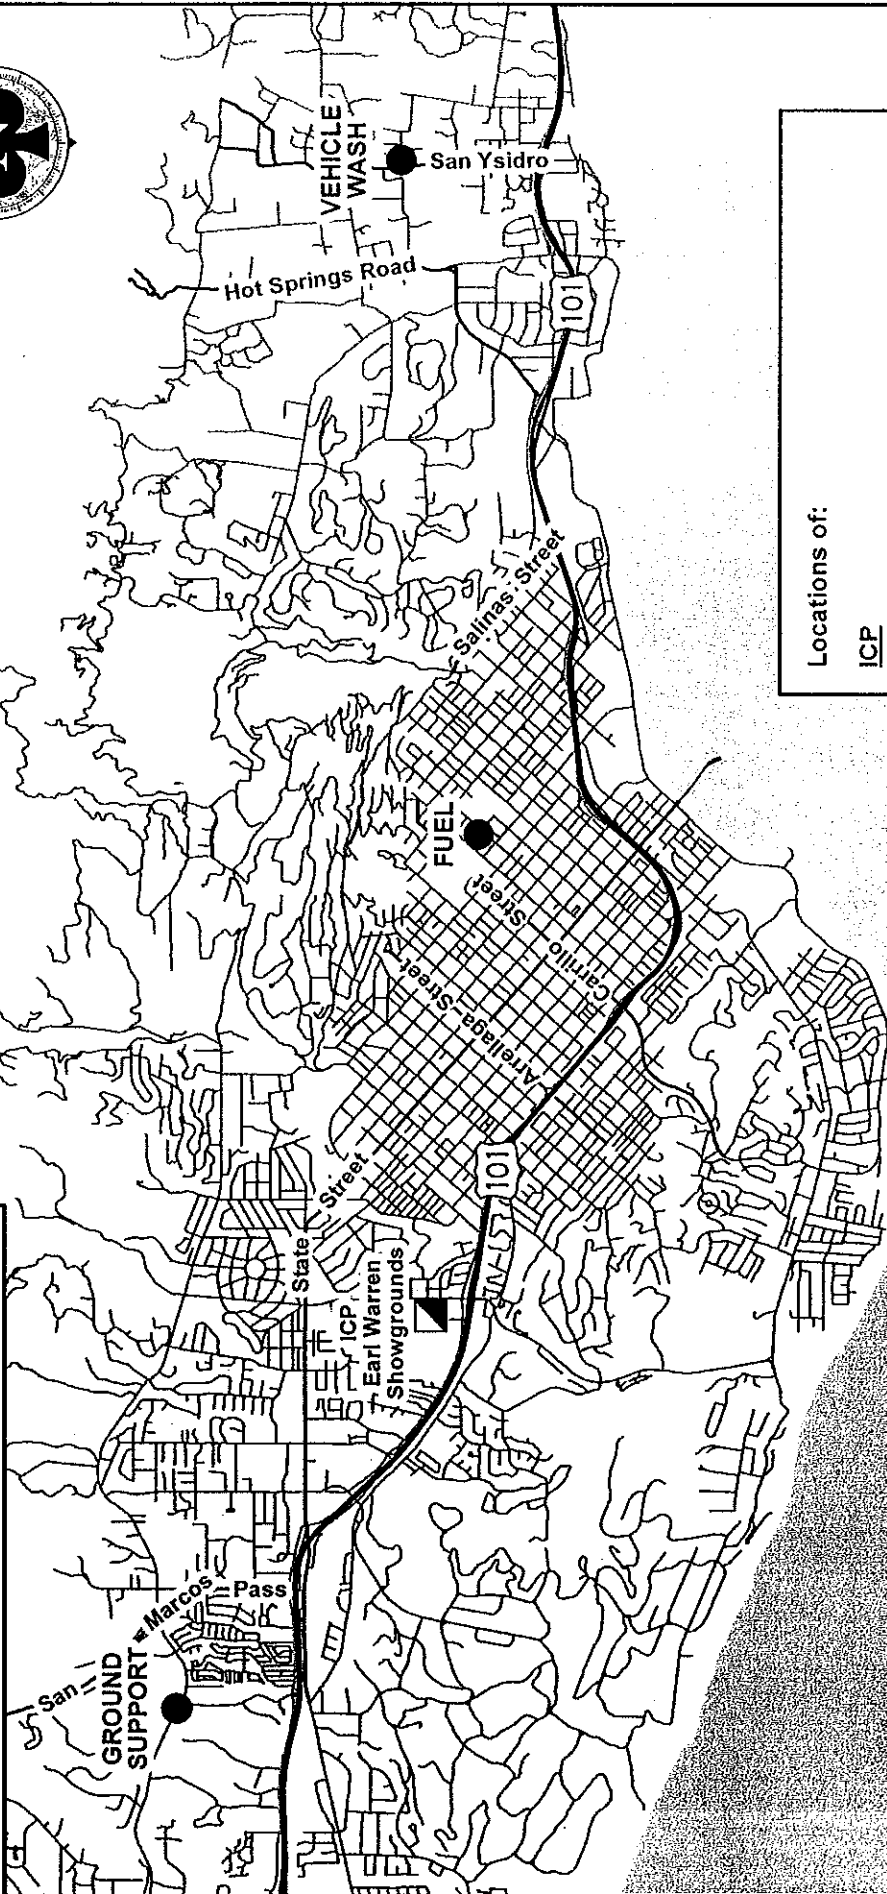 VEHICLE
WASH
San Ysidro
Hot Springs Road
101
Salinas Street
FUEL
Carrillo Street
Arrellaga Street
101
State Street
ICP
Earl Warren
Showgrounds
San Marcos Pass
GROUND
SUPPORT
Locations of:
ICP